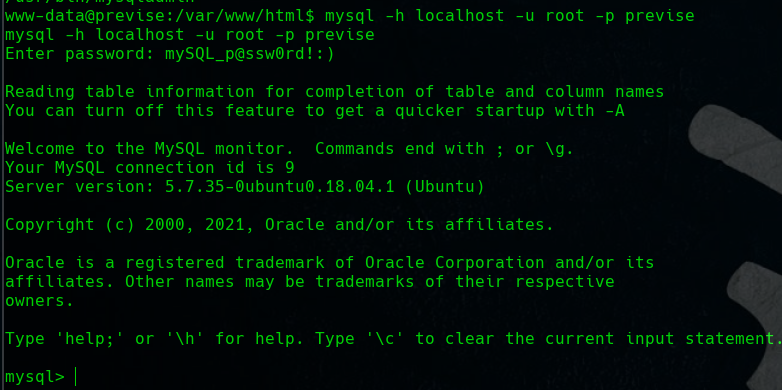 www-data@previse:/var/www/html$ mysql -h localhost -u root -p previse
mysql -h localhost -u root -p previse
Enter password: mySQL_p@ssw0rd!:)
Reading table information for completion of table and column names
You can turn off this feature to get a quicker startup with -A
Welcome to the MySQL monitor.  Commands end with ; or \g.
Your MySQL connection id is 9
Server version: 5.7.35-0ubuntu0.18.04.1 (Ubuntu)
Copyright (c) 2000, 2021, Oracle and/or its affiliates.
Oracle is a registered trademark of Oracle Corporation and/or its
affiliates. Other names may be trademarks of their respective
owners.
Type 'help;' or '\h' for help. Type '\c' to clear the current input statement.
mysql>